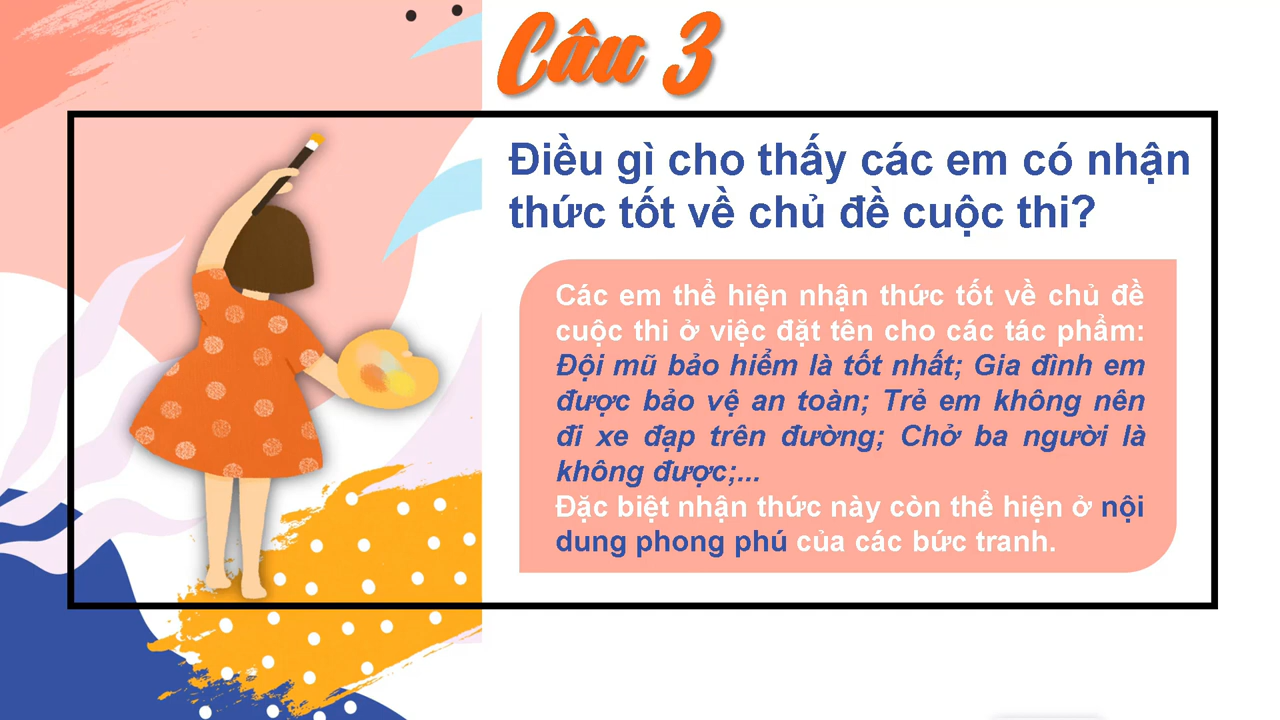 Câu 3
Điều gì cho thấy các em có nhận
thức tốt về chủ đề cuộc thi?
Các em thể hiện nhận thức tốt về chủ đề
cuộc thi ở việc đặt tên cho các tác phẩm:
Đội mũ bảo hiểm là tốt nhất; Gia đình em
được bảo vệ an toàn; Trẻ em không nên
đi xe đạp trên đường; Chở ba người là
không được;...
Đặc biệt nhận thức này còn thể hiện ở nội
dung phong phú của các bức tranh.